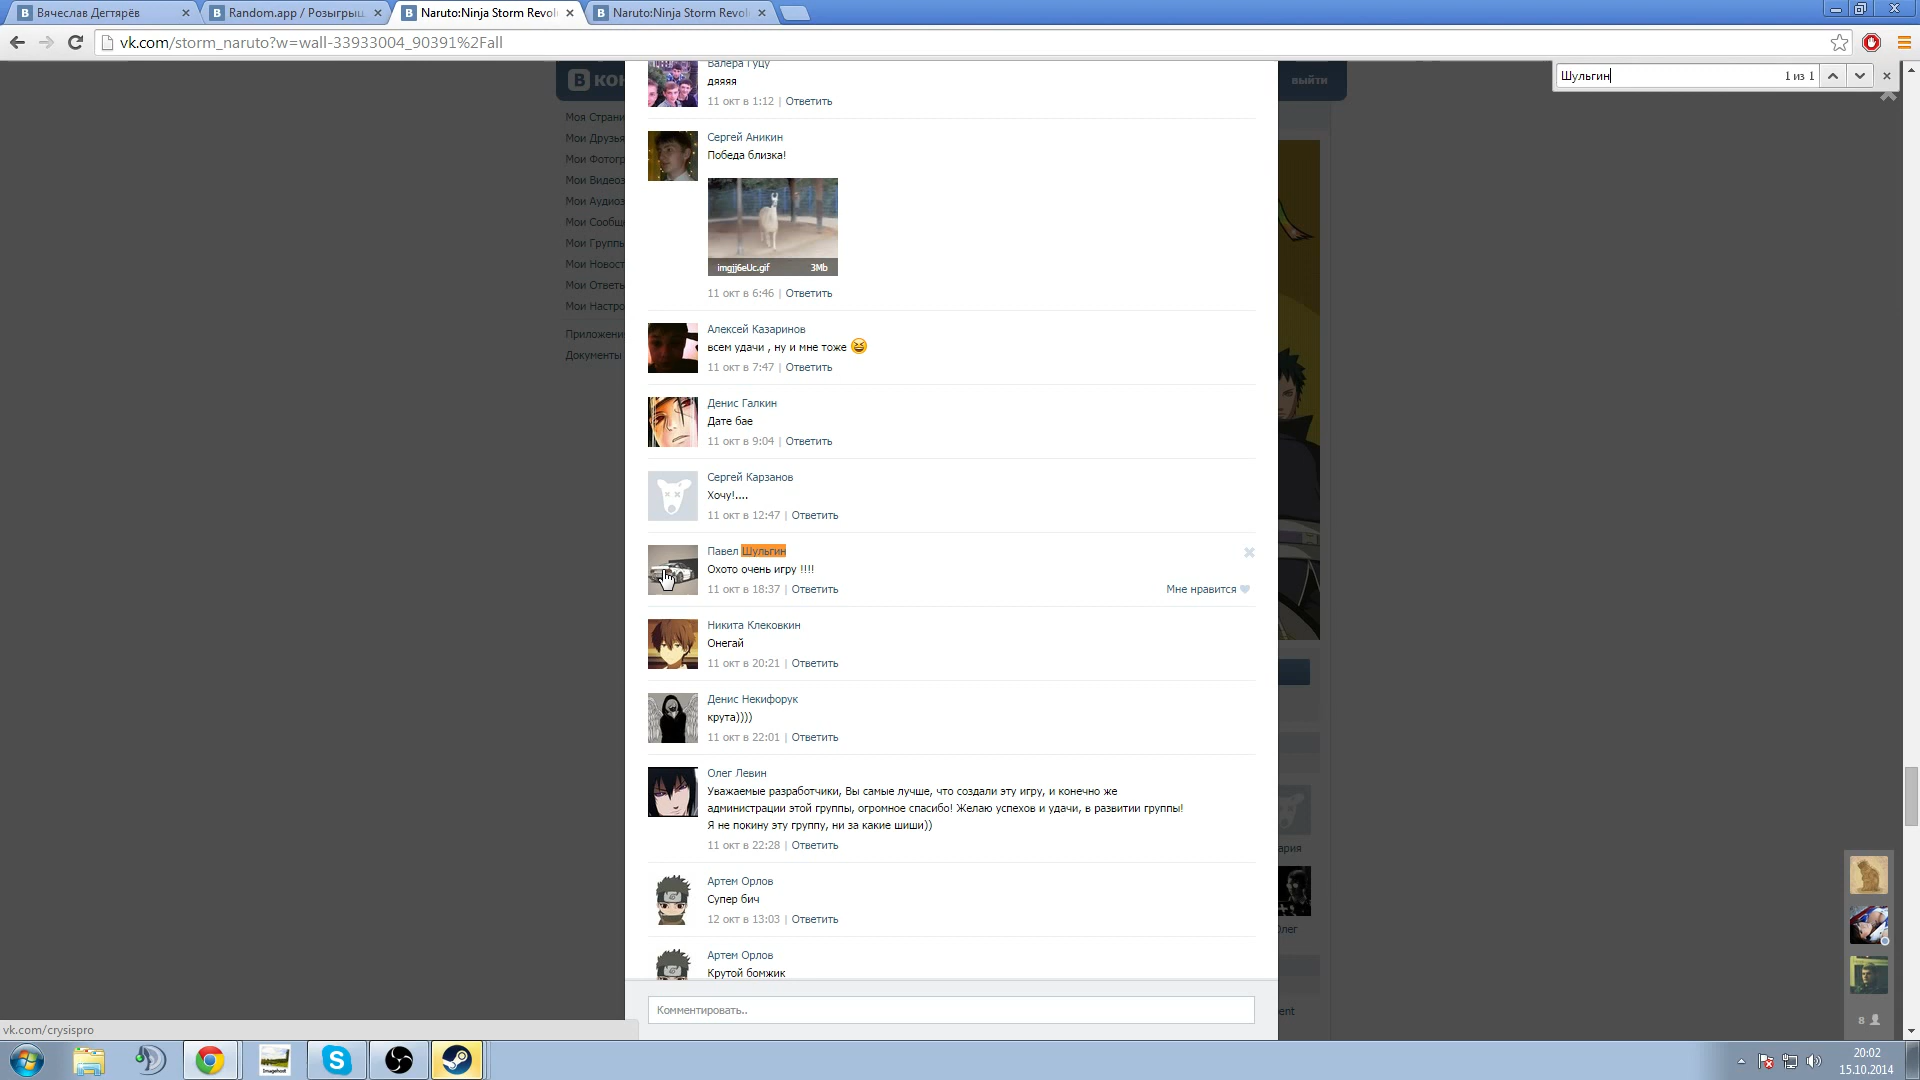 Вячеслав Дегтярёв
Random.app / Розыгрыш
Naruto:Ninja Storm Revol
Naruto:Ninja Storm Revol
vk.com/storm_naruto?w=wall-33933004_90391%2Fall
Шульгин
1 из 1
В кон
выйти
Моя Страни
Мои Друзья
Мои Фотогр
Мои Видеоз
Мои Аудиоз
Мои Сообще
Мои Группы
Мои Новост
Мои Ответы
Мои Настро
Приложени
Документы
Валера Гуцу
дяяяя
11 окт в 1:12 | Ответить
Сергей Аникин
Победа близка!
imgjj6eUc.gif 3Mb
11 окт в 6:46 | Ответить
Алексей Казаринов
всем удачи , ну и мне тоже
11 окт в 7:47 | Ответить
Денис Галкин
Дате бае
11 окт в 9:04 | Ответить
Сергей Карзанов
Хочу!....
11 окт в 12:47 | Ответить
Павел Шульгин
Охото очень игру !!!!
11 окт в 18:37 | Ответить
Мне нравится
Никита Клековкин
Онегай
11 окт в 20:21 | Ответить
Денис Некифорук
крута))))
11 окт в 22:01 | Ответить
Олег Левин
Уважаемые разработчики, Вы самые лучше, что создали эту игру, и конечно же
администрации этой группы, огромное спасибо! Желаю успехов и удачи, в развитии группы!
Я не покину эту группу, ни за какие шиши))
11 окт в 22:28 | Ответить
Артем Орлов
Супер бич
12 окт в 13:03 | Ответить
Артем Орлов
Крутой бомжик
Комментировать..
ария
Олег
ent
8
vk.com/crysispro
Imagehost
20:02
15.10.2014